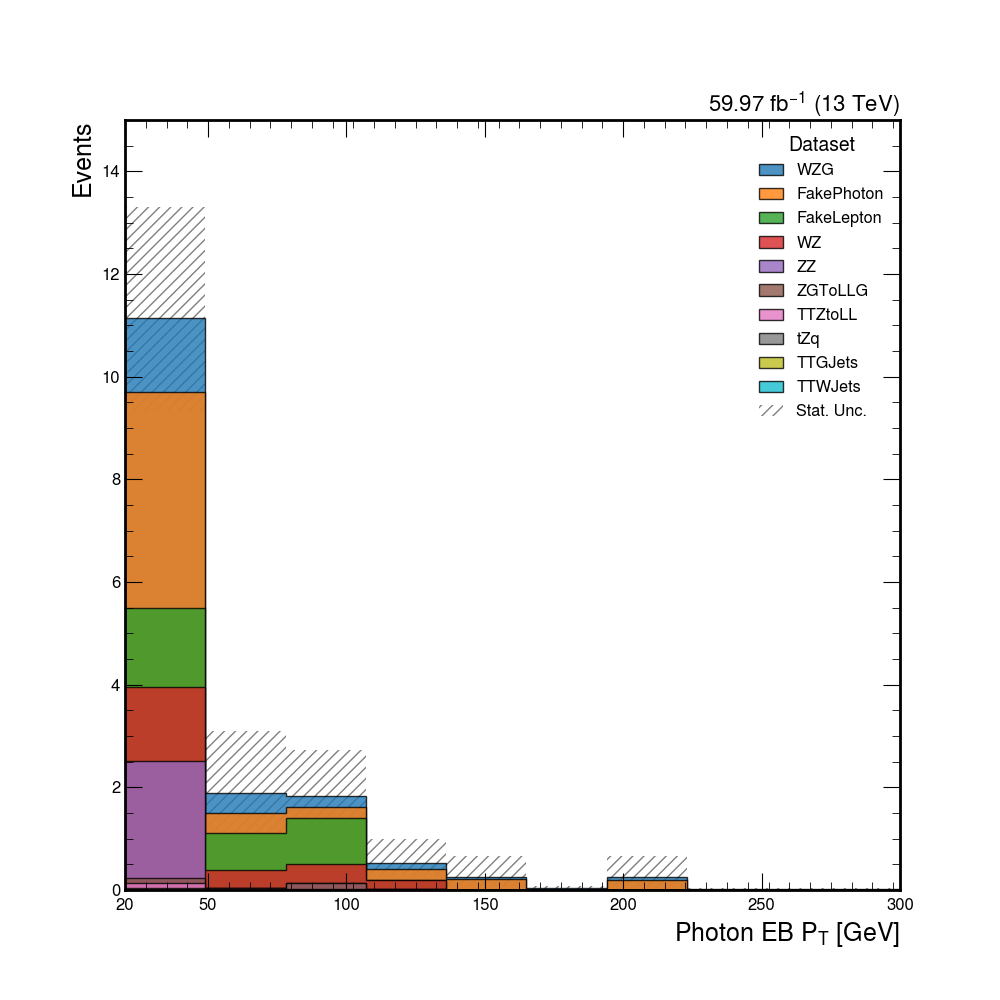 59.97 fb⁻¹ (13 TeV)
Events
Dataset
WZG
FakePhoton
FakeLepton
WZ
ZZ
ZGToLLG
TTZtoLL
tZq
TTGJets
TTWJets
Stat. Unc.
14
12
10
8
6
4
2
0
20 50 100 150 200 250 300
Photon EB P_T [GeV]